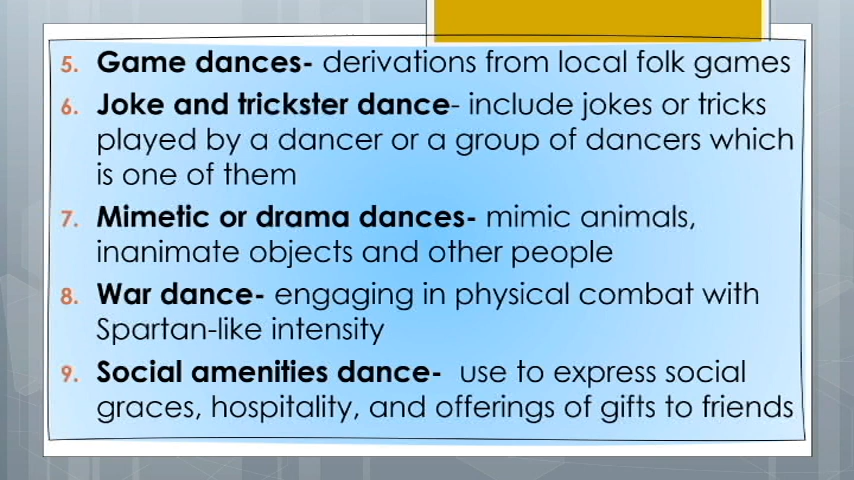 5. Game dances- derivations from local folk games
6. Joke and trickster dance- include jokes or tricks
played by a dancer or a group of dancers which
is one of them
7. Mimetic or drama dances- mimic animals,
inanimate objects and other people
8. War dance- engaging in physical combat with
Spartan-like intensity
9. Social amenities dance- use to express social
graces, hospitality, and offerings of gifts to friends